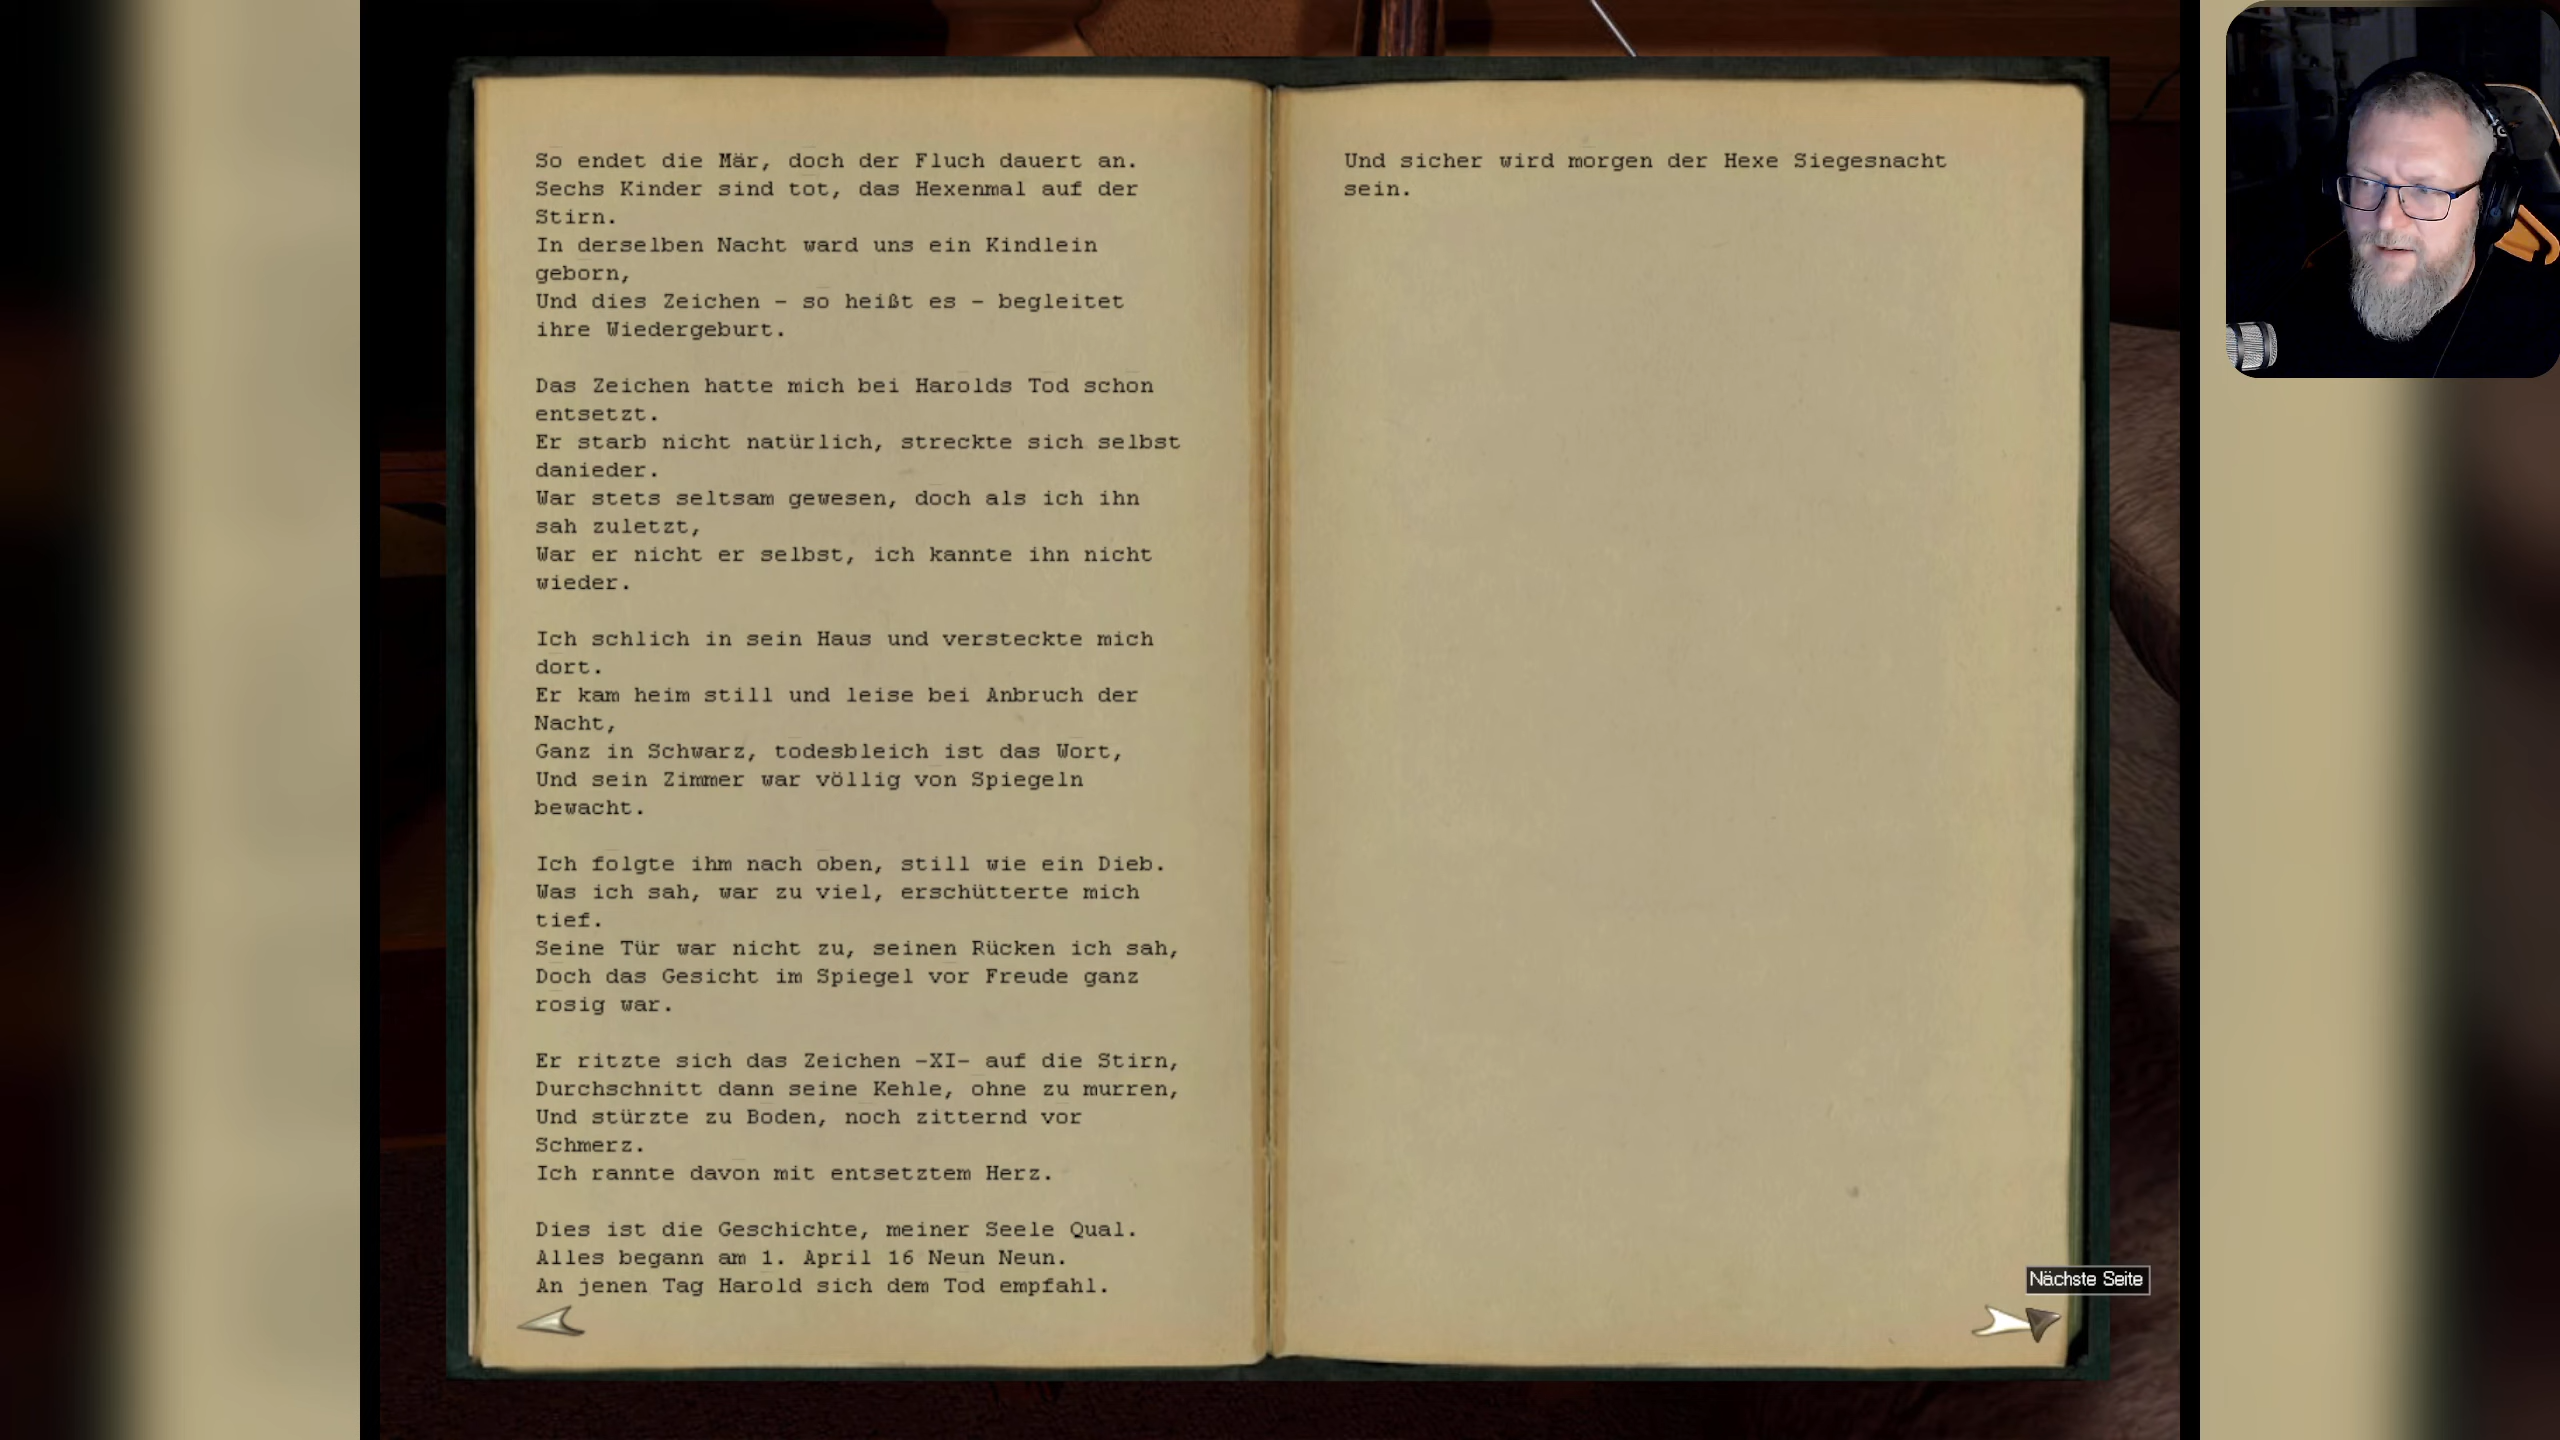 So endet die Mär, doch der Fluch dauert an.
Sechs Kinder sind tot, das Hexenmal auf der
Stirn.
In derselben Nacht ward uns ein Kindlein
geborn,
Und dies Zeichen - so heißt es - begleitet
ihre Wiedergeburt.
Das Zeichen hatte mich bei Harolds Tod schon
entsetzt.
Er starb nicht natürlich, streckte sich selbst
danieder.
War stets seltsam gewesen, doch als ich ihn
sah zuletzt,
War er nicht er selbst, ich kannte ihn nicht
wieder.
Ich schlich in sein Haus und versteckte mich
dort.
Er kam heim still und leise bei Anbruch der
Nacht,
Ganz in Schwarz, todesbleich ist das Wort,
Und sein Zimmer war völlig von Spiegeln
bewacht.
Ich folgte ihm nach oben, still wie ein Dieb.
Was ich sah, war zu viel, erschütterte mich
tief.
Seine Tür war nicht zu, seinen Rücken ich sah,
Doch das Gesicht im Spiegel vor Freude ganz
rosig war.
Er ritzte sich das Zeichen -XI- auf die Stirn,
Durchschnitt dann seine Kehle, ohne zu murren,
Und stürzte zu Boden, noch zitternd vor
Schmerz.
Ich rannte davon mit entsetztem Herz.
Dies ist die Geschichte, meiner Seele Qual.
Alles begann am 1. April 16 Neun Neun.
An jenen Tag Harold sich dem Tod empfahl.
Und sicher wird morgen der Hexe Siegesnacht
sein.
Nächste Seite